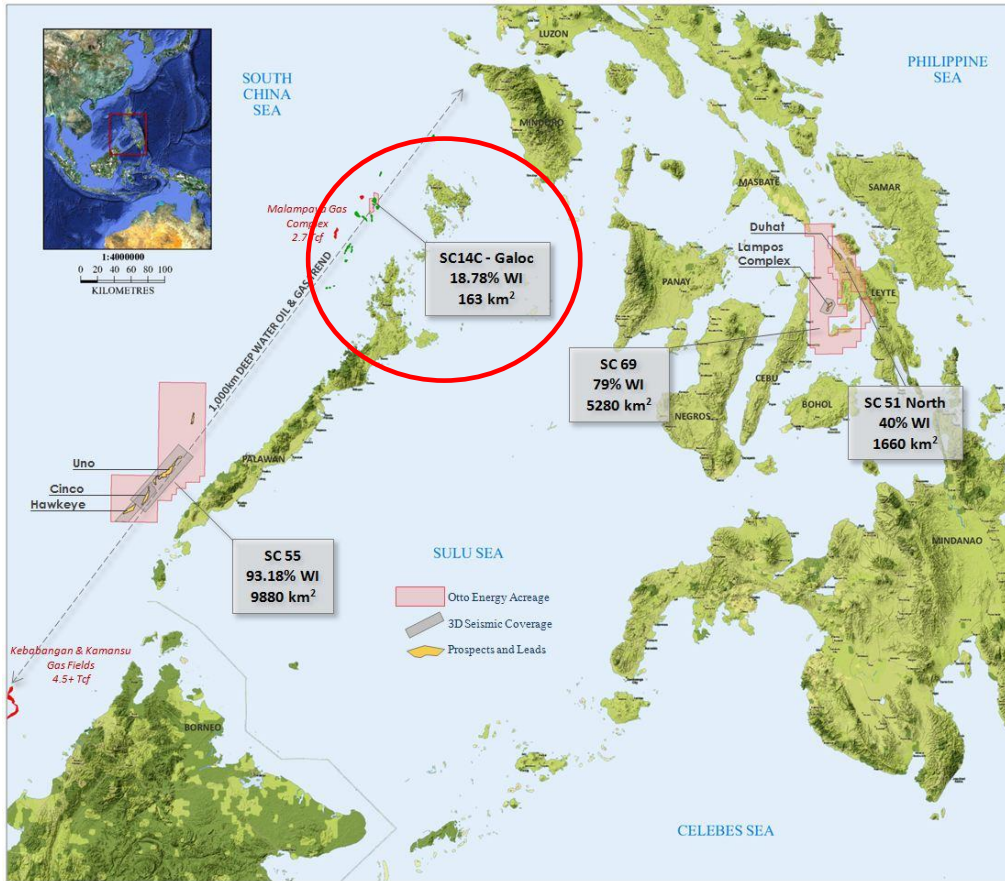 LUZON
SOUTH
CHINA
SEA
PHILIPPINE
SEA
MINDORO
MASBATE
SAMAR
Malampaya Gas
Complex
2.7 Tcf
1:4000000
0 20 40 60 80 100
KILOMETRES
SC14C - Galoc
18.78% WI
163 km²
Duhat
Lampos
Complex
LEYTE
PANAY
1,000km DEEP WATER OIL & GAS TREND
SC 69
79% WI
5280 km²
CEBU
NEGROS
BOHOL
SC 51 North
40% WI
1660 km²
PALAWAN
Uno
Cinco
Hawkeye
SC 55
93.18% WI
9880 km²
SULU SEA
MINDANAO
Otto Energy Acreage
3D Seismic Coverage
Prospects and Leads
Kebabangan & Kamansu
Gas Fields
4.5+ Tcf
BORNEO
CELEBES SEA